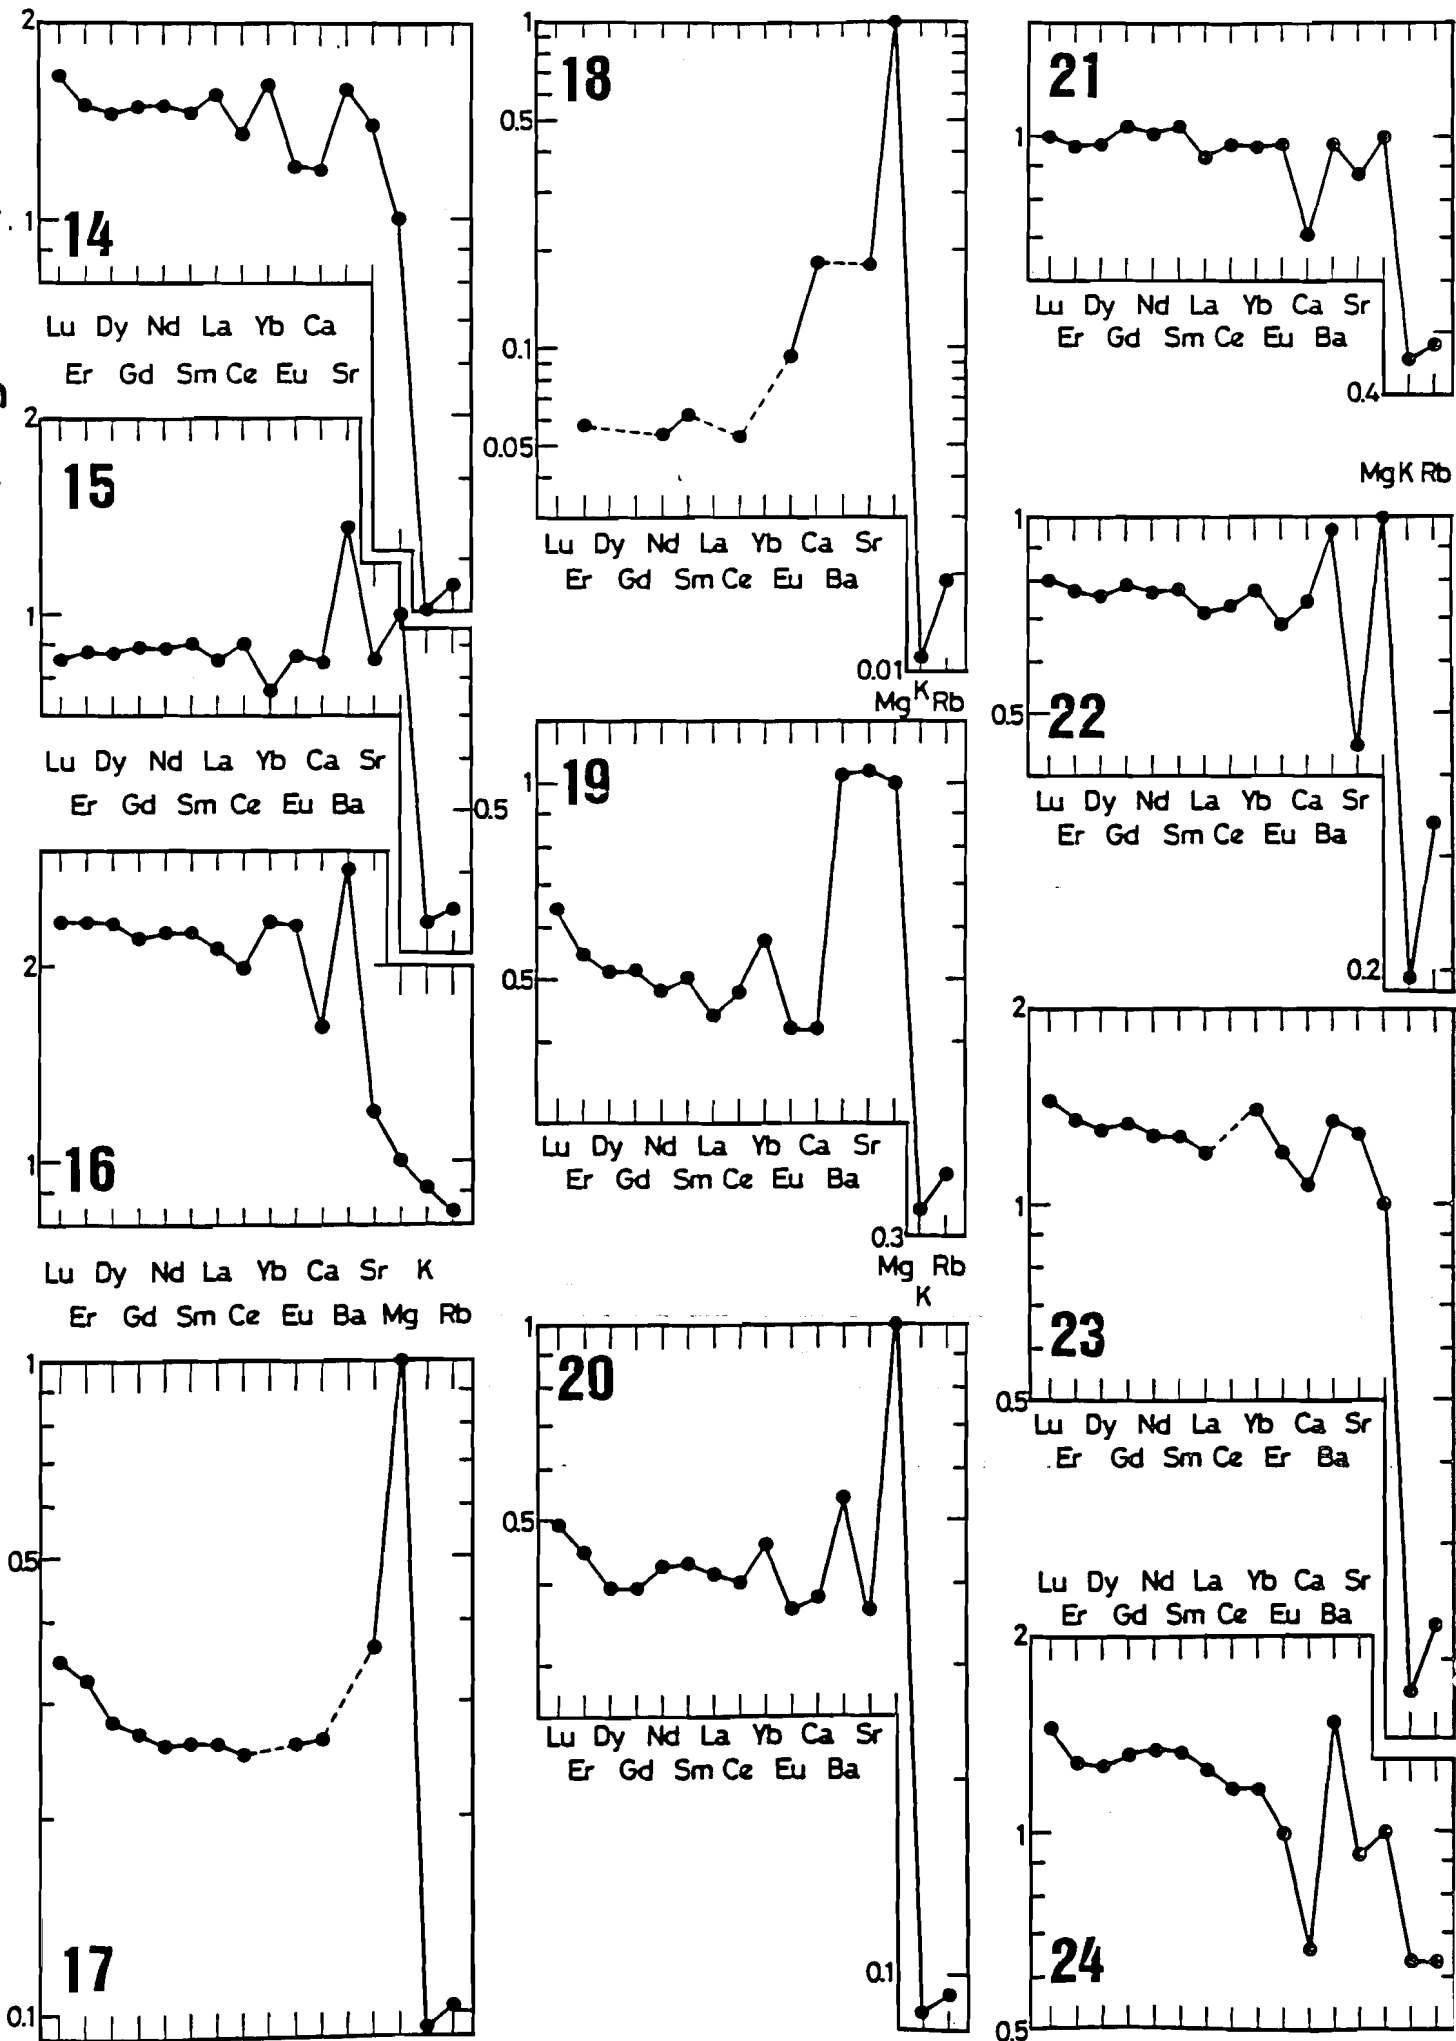 2
14
1
Lu Dy Nd La Yb Ca
Er Gd Sm Ce Eu Sr
2
15
1
Lu Dy Nd La Yb Ca Sr
Er Gd Sm Ce Eu Ba
0.5
2
1
16
Lu Dy Nd La Yb Ca Sr K
Er Gd Sm Ce Eu Ba Mg Rb
1
0.5
17
0.1
1
18
0.5
0.1
0.05
Lu Dy Nd La Yb Ca Sr
Er Gd Sm Ce Eu Ba
0.01
Mg K Rb
1
19
0.5
Lu Dy Nd La Yb Ca Sr
Er Gd Sm Ce Eu Ba
0.3
Mg Rb
K
1
20
0.5
Lu Dy Nd La Yb Ca Sr
Er Gd Sm Ce Eu Ba
0.1
21
1
Lu Dy Nd La Yb Ca Sr
Er Gd Sm Ce Eu Ba
0.4
Mg K Rb
1
0.5
22
Lu Dy Nd La Yb Ca Sr
Er Gd Sm Ce Eu Ba
0.2
2
1
23
0.5
Lu Dy Nd La Yb Ca Sr
Er Gd Sm Ce Er Ba
Lu Dy Nd La Yb Ca Sr
Er Gd Sm Ce Eu Ba
2
1
24
0.5